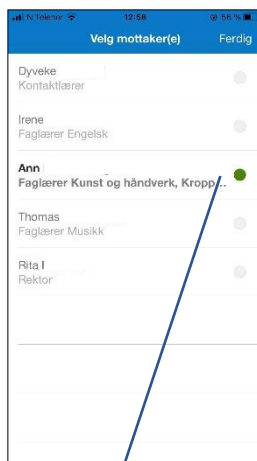 N Telenor 12:58 @ 56 %
Velg mottaker(e) Ferdig
Dyveke
Kontaktlærer
Irene
Faglærer Engelsk
Ann
Faglærer Kunst og håndverk, Kropp...
Thomas
Faglærer Musikk
Rita I
Rektor